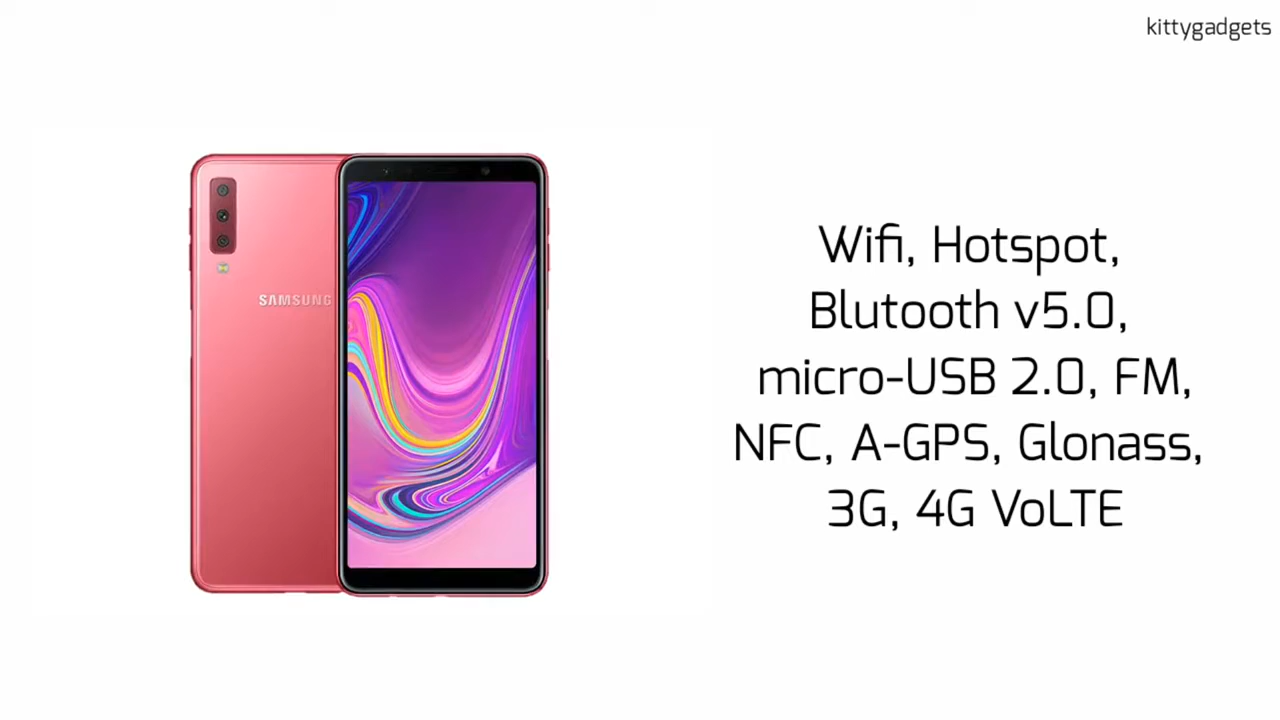 kittygadgets
SAMSUNG
Wifi, Hotspot,
Blutooth v5.0,
micro-USB 2.0, FM,
NFC, A-GPS, Glonass,
3G, 4G VoLTE